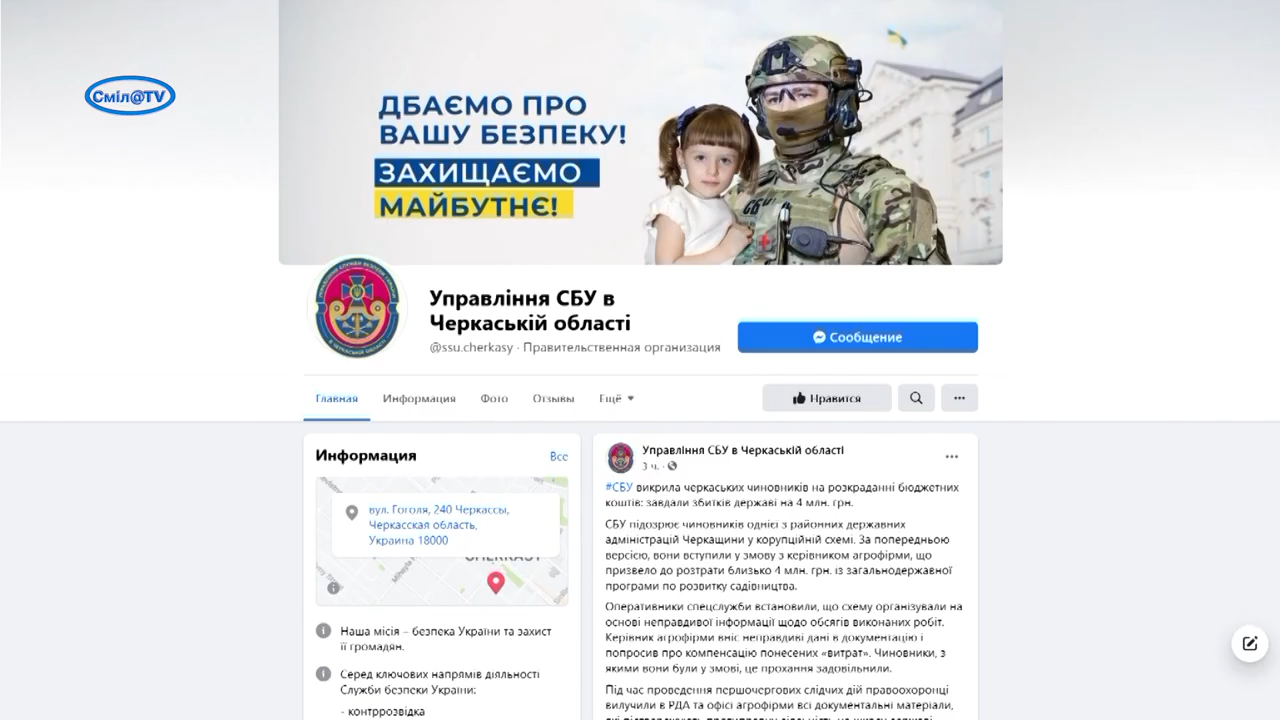 Сміл@TV
ДБАЄМО ПРО
ВАШУ БЕЗПЕКУ!
ЗАХИЩАЄМО
МАЙБУТНЄ!
Управління СБУ в
Черкаській області
@ssu.cherkasy · Правительственная организация
Сообщение
Главная
Информация
Фото
Отзывы
Ещё
Нравится
Информация
Все
вул. Гоголя, 240 Черкассы,
Черкасская область,
Украина 18000
Наша місія – безпека України та захист
її громадян.
Серед ключових напрямів діяльності
Служби безпеки України:
- контррозвідка
Управління СБУ в Черкаській області
3 ч. ·
#СБУ викрила черкаських чиновників на розкраданні бюджетних
коштів: завдали збитків державі на 4 млн. грн.
СБУ підозрює чиновників однієї з районних державних
адміністрацій Черкащини у корупційній схемі. За попередньою
версією, вони вступили у змову з керівником агрофірми, що
призвело до розтрати близько 4 млн. грн. із загальнодержавної
програми по розвитку садівництва.
Оперативники спецслужби встановили, що схему організували на
основі неправдивої інформації щодо обсягів виконаних робіт.
Керівник агрофірми вніс неправдиві дані в документацію і
попросив про компенсацію понесених «витрат». Чиновники, з
якими вони були у змові, це прохання задовільнили.
Під час проведення першочергових слідчих дій правоохоронці
вилучили в РДА та офісі агрофірми всі документальні матеріали,